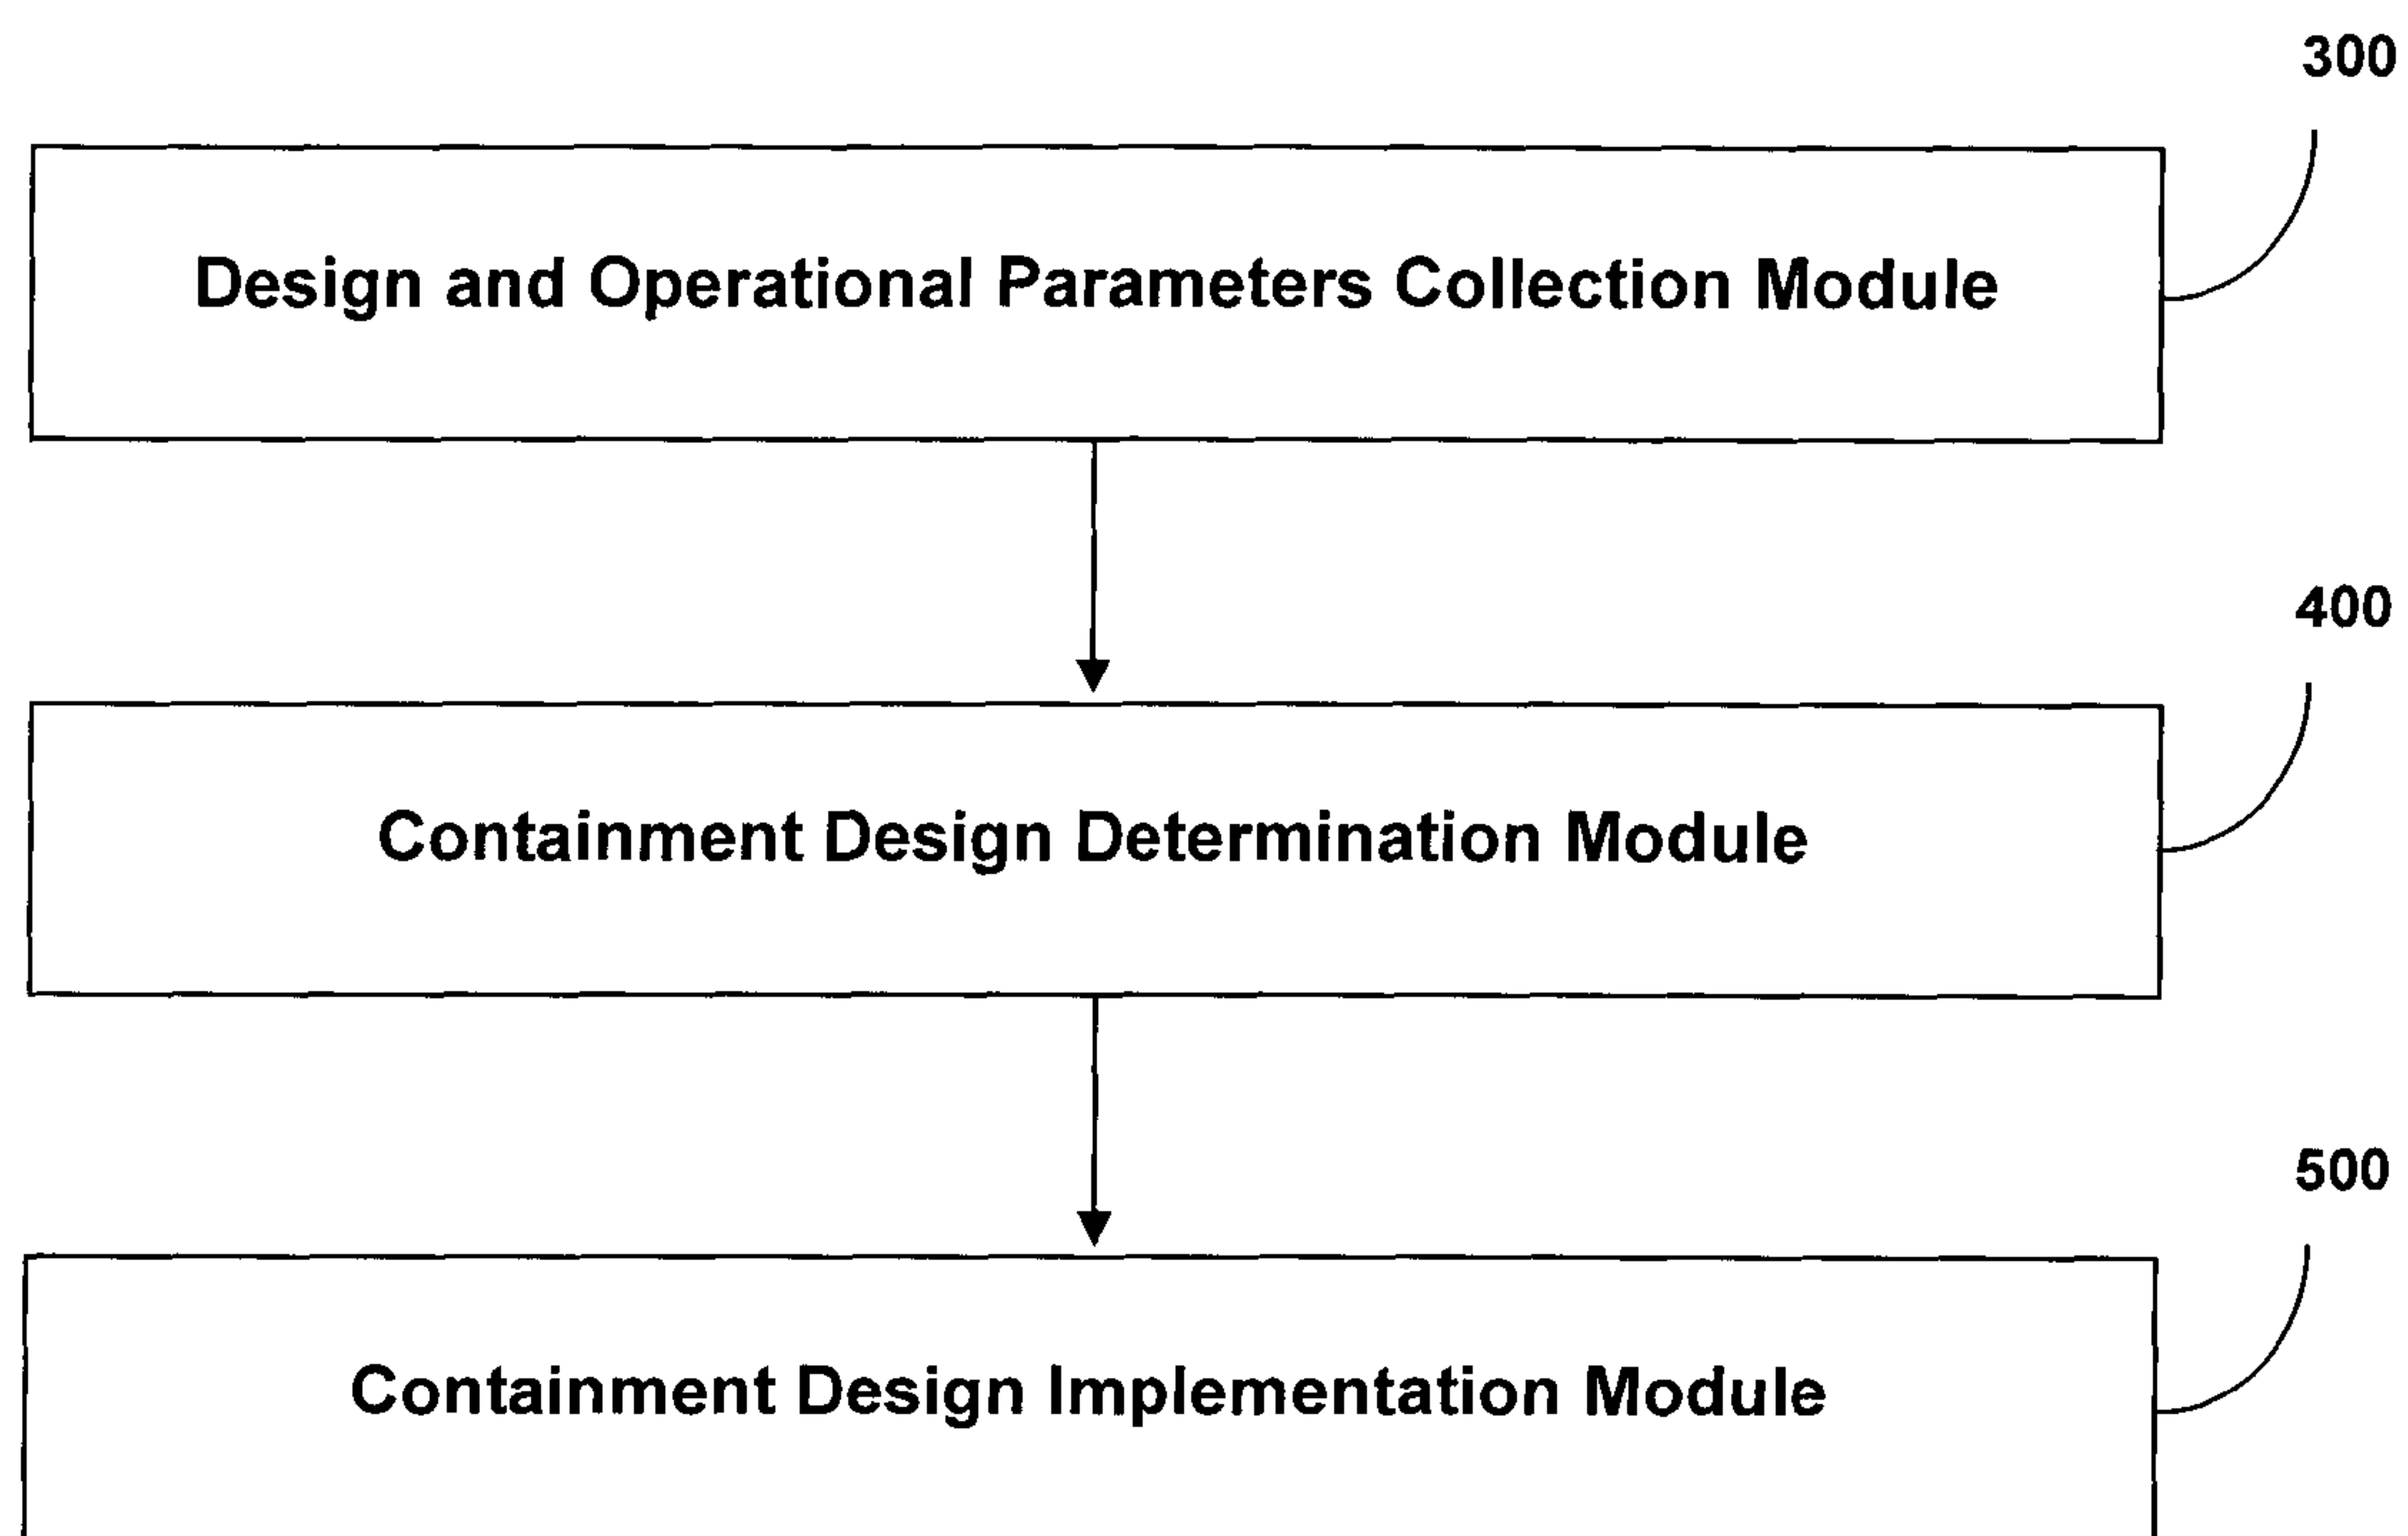 300
Design and Operational Parameters Collection Module
400
Containment Design Determination Module
500
Containment Design Implementation Module